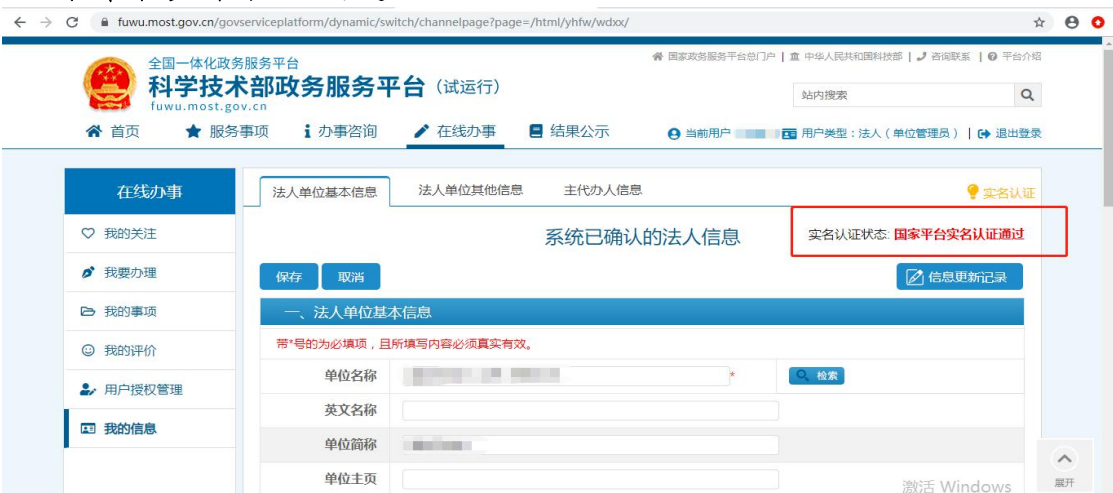 fuwu.most.gov.cn/govserviceplatform/dynamic/switch/channelpage?page=/html/yhfw/wdxx/
全国一体化政务服务平台
科学技术部政务服务平台（试运行）
fuwu.most.gov.cn
国家政务服务平台总门户 | 中华人民共和国科技部 | 咨询联系 | 平台介绍
站内搜索
首页 服务事项 办事咨询 在线办事 结果公示
当前用户 用户类型：法人（单位管理员） | 退出登录
在线办事
我的关注
我要办理
我的事项
我的评价
用户授权管理
我的信息
法人单位基本信息 法人单位其他信息 主代办人信息
实名认证
系统已确认的法人信息
实名认证状态: 国家平台实名认证通过
保存 取消
信息更新记录
一、法人单位基本信息
带*号的为必填项，且所填写内容必须真实有效。
单位名称 * 检索
英文名称
单位简称
单位主页
激活 Windows
展开